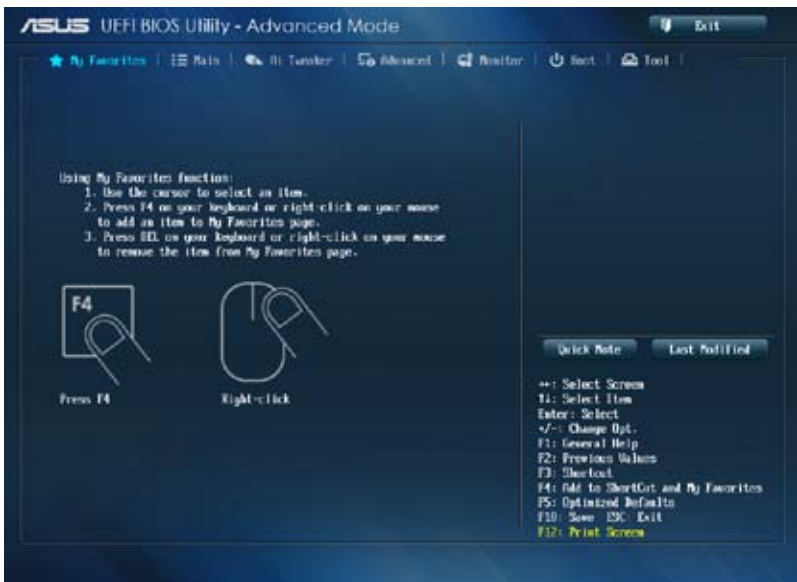 ASUS UEFI BIOS Utility - Advanced Mode
Exit
My Favorites | Main | Ai Tweaker | Advanced | Monitor | Boot | Tool |
Using My Favorites function:
1. Use the cursor to select an item.
2. Press F4 on your keyboard or right-click on your mouse
to add an item to My Favorites page.
3. Press DEL on your keyboard or right-click on your mouse
to remove the item from My Favorites page.
F4
Press F4 Right-click
Quick Note Last Modified
↔: Select Screen
↑↓: Select Item
Enter: Select
+/-: Change Opt.
F1: General Help
F2: Previous Values
F3: Shortcut
F4: Add to ShortCut and My Favorites
F5: Optimized Defaults
F10: Save ESC: Exit
F12: Print Screen